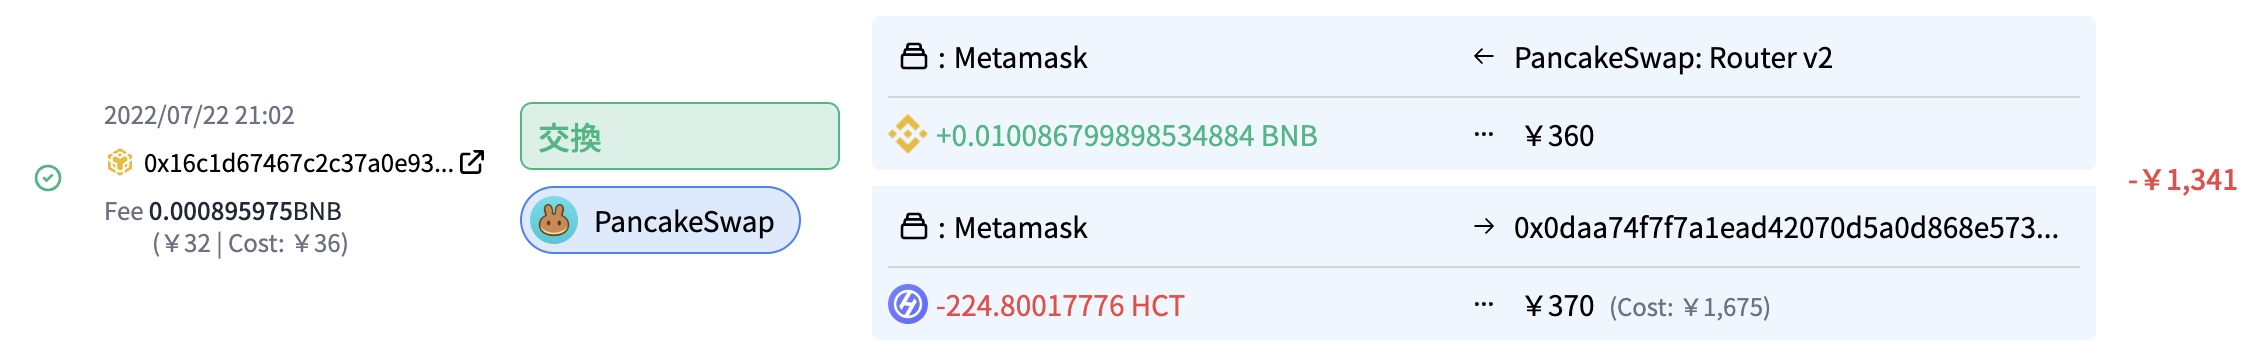 2022/07/22 21:02
0x16c1d67467c2c37a0e93...
Fee 0.000895975BNB
(¥32 | Cost: ¥36)
交換
PancakeSwap
: Metamask ← PancakeSwap: Router v2
+0.010086799898534884 BNB ... ¥360
: Metamask → 0x0daa74f7f7a1ead42070d5a0d868e573...
-224.80017776 HCT ... ¥370 (Cost: ¥1,675)
-¥1,341